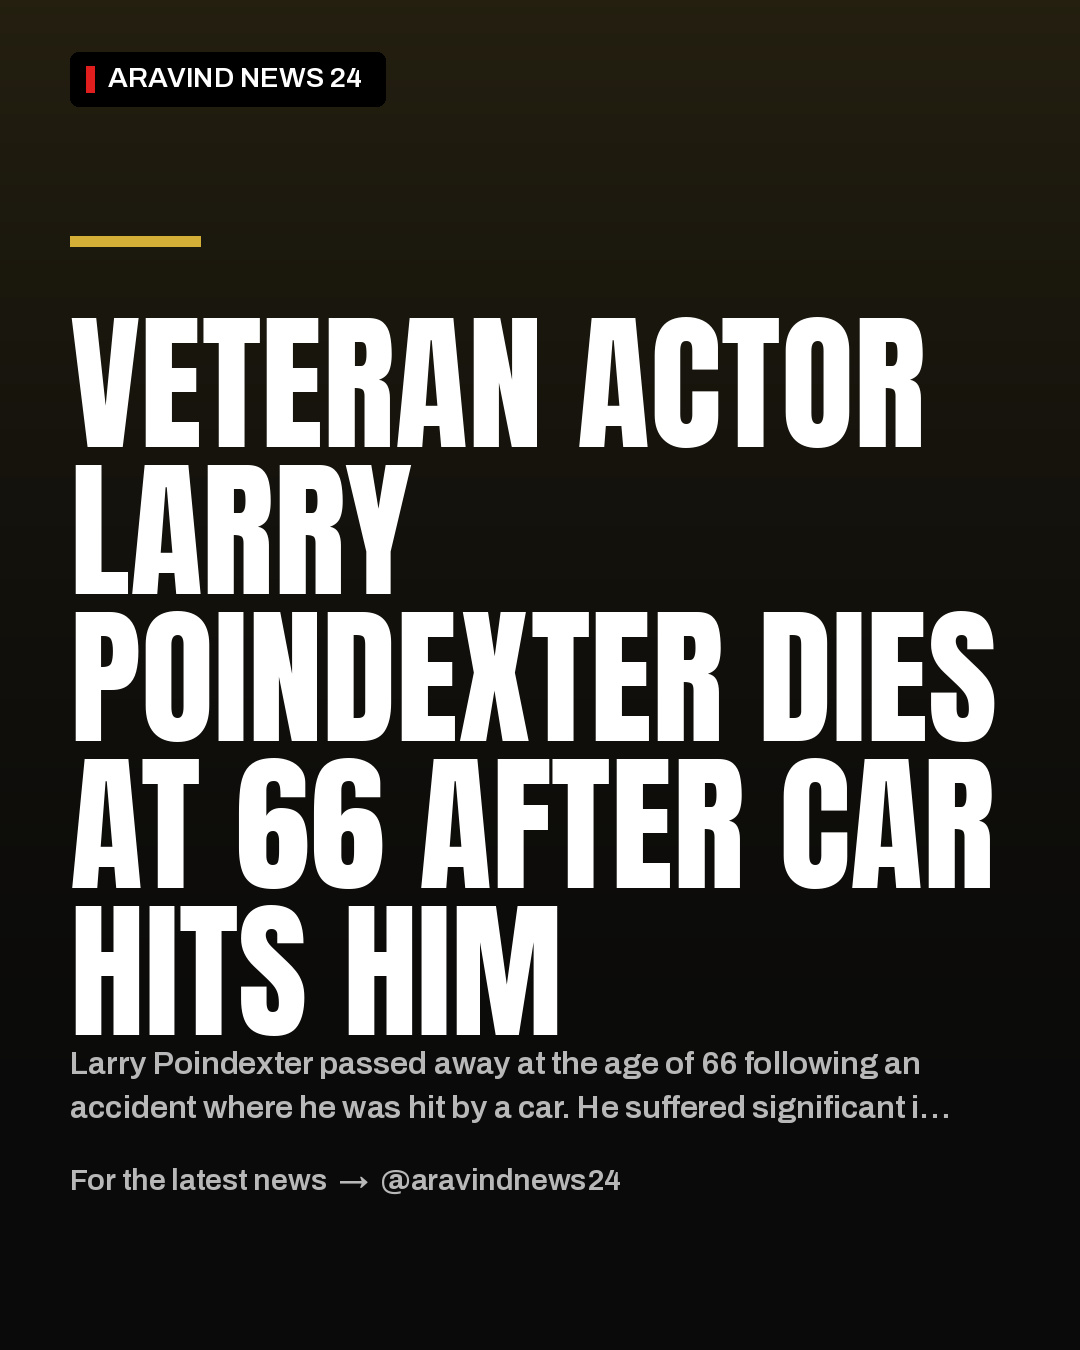 ARAVIND NEWS 24
VETERAN ACTOR
LARRY
POINDEXTER DIES
AT 66 AFTER CAR
HITS HIM
Larry Poindexter passed away at the age of 66 following an
accident where he was hit by a car. He suffered significant i...
For the latest news → @aravindnews24